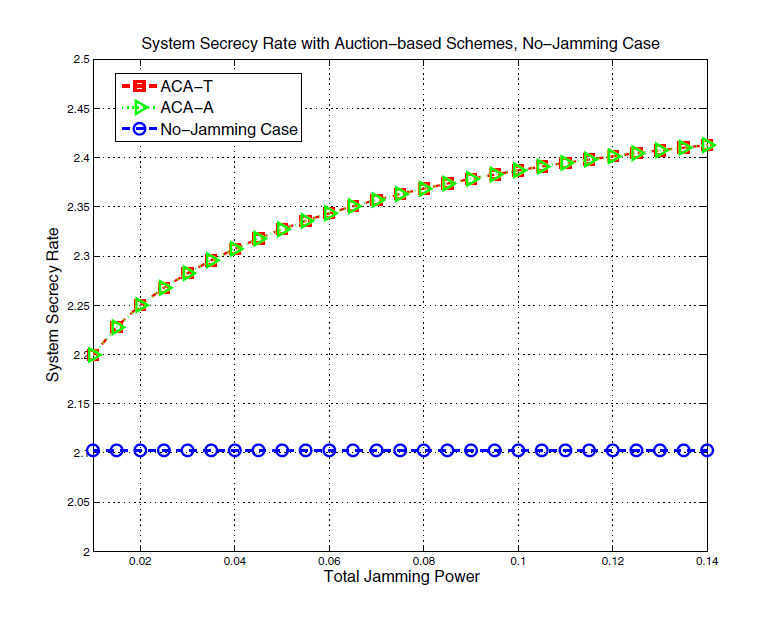 System Secrecy Rate with Auction−based Schemes, No−Jamming Case
2.5
ACA−T
ACA−A
No−Jamming Case
2.45
2.4
2.35
2.3
2.25
2.2
2.15
2.1
2.05
2
System Secrecy Rate
0.02 0.04 0.06 0.08 0.1 0.12 0.14
Total Jamming Power